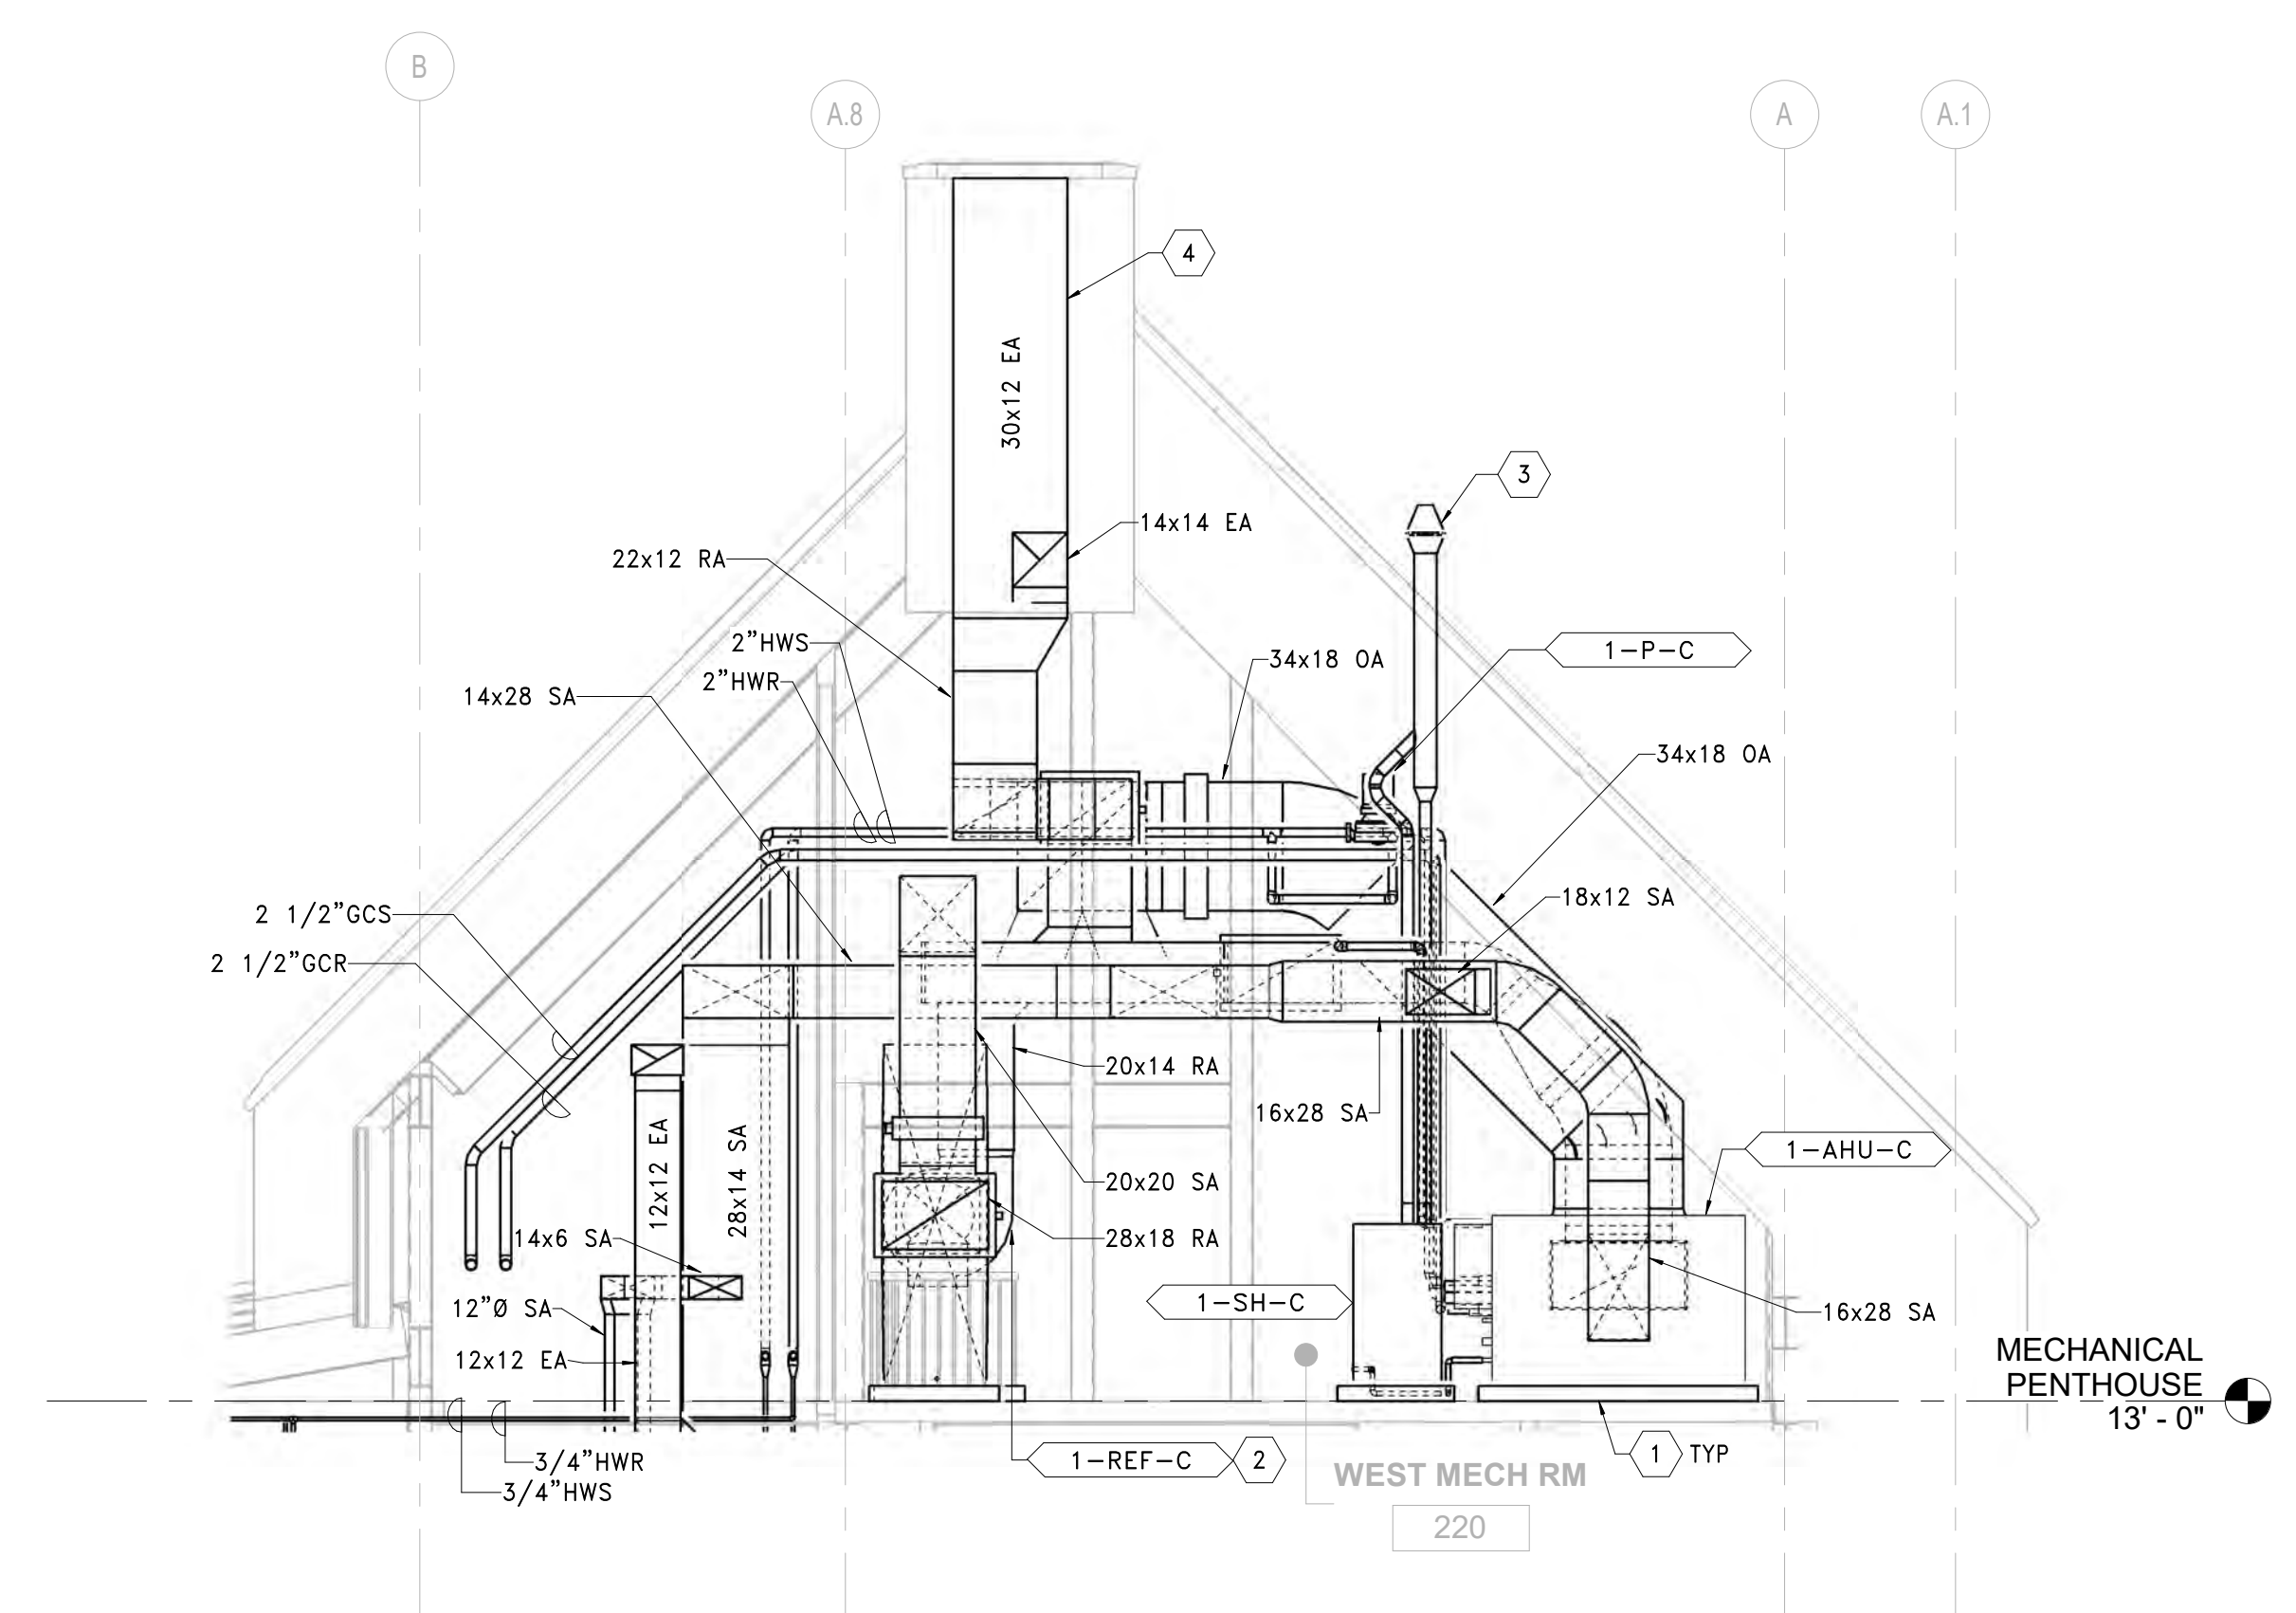 B
A.8
A
A.1
4
30x12 EA
3
14x14 EA
22x12 RA
2”HWS
1-P-C
34x18 OA
2”HWR
14x28 SA
34x18 OA
18x12 SA
2 1/2”GCS
2 1/2”GCR
20x14 RA
16x28 SA
12x12 EA
28x14 SA
1-AHU-C
20x20 SA
14x6 SA
28x18 RA
1-SH-C
12”Ø SA
16x28 SA
12x12 EA
MECHANICAL
PENTHOUSE
13' - 0"
3/4”HWR
3/4”HWS
1-REF-C
2
1 TYP
WEST MECH RM
220